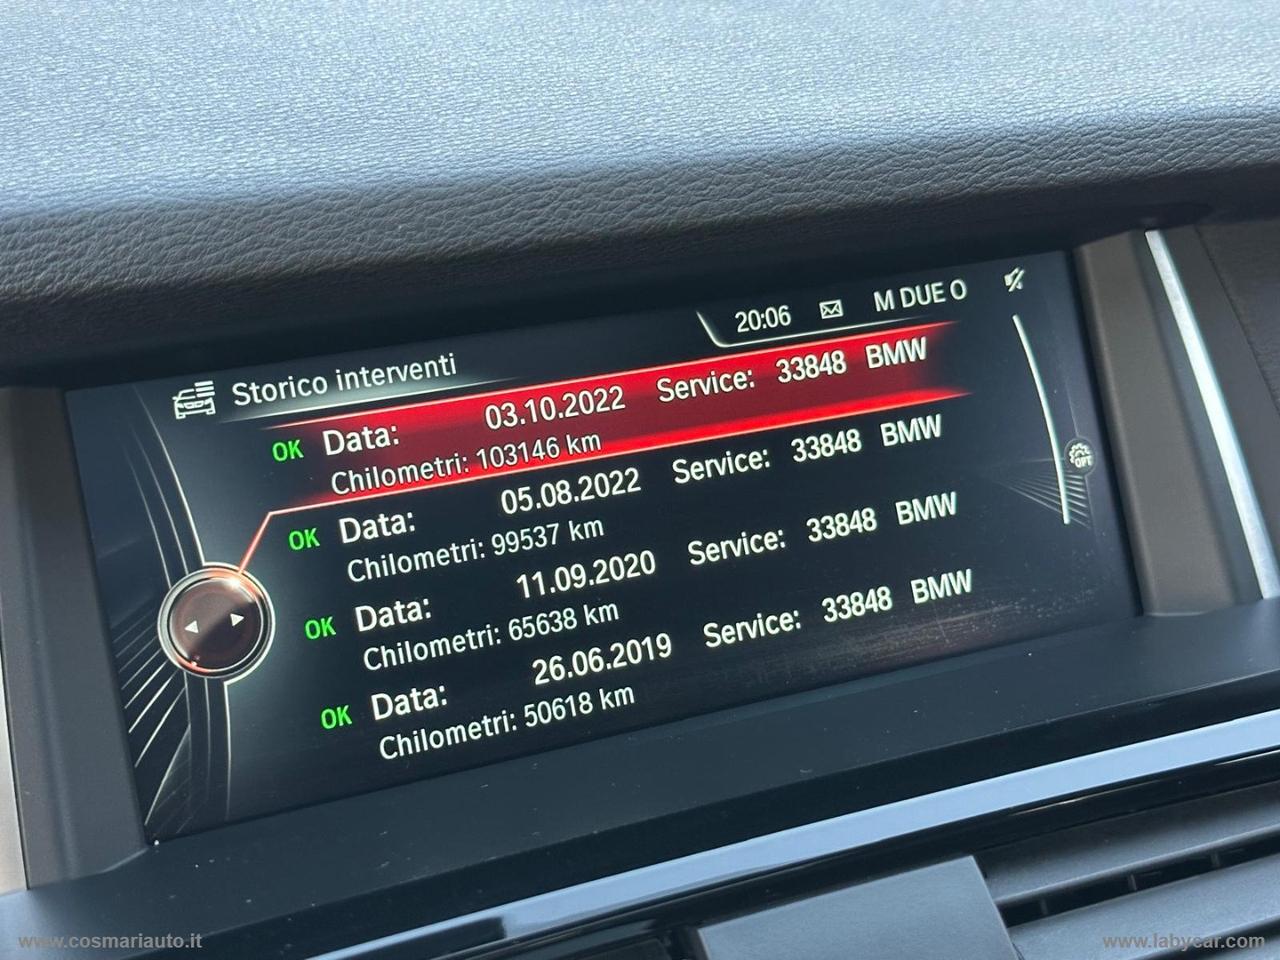 20:06 M DUE O
Storico interventi
OK Data: 03.10.2022 Service: 33848 BMW
Chilometri: 103146 km
OK Data: 05.08.2022 Service: 33848 BMW
Chilometri: 99537 km
OK Data: 11.09.2020 Service: 33848 BMW
Chilometri: 65638 km
OK Data: 26.06.2019 Service: 33848 BMW
Chilometri: 50618 km
OPT
www.cosmariauto.it
www.labycar.com